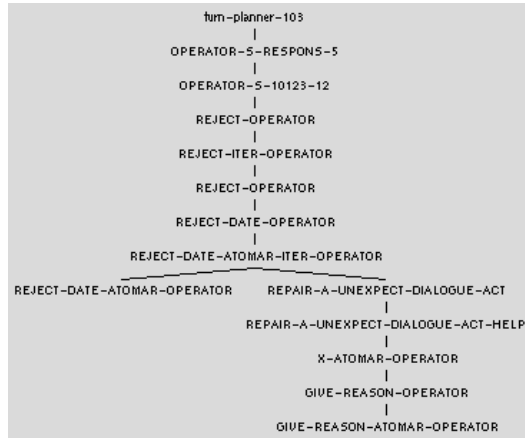 turn-planner-103
OPERATOR-S-RESPONS-5
OPERATOR-S-10123-12
REJECT-OPERATOR
REJECT-ITER-OPERATOR
REJECT-OPERATOR
REJECT-DATE-OPERATOR
REJECT-DATE-ATOMAR-ITER-OPERATOR
REJECT-DATE-ATOMAR-OPERATOR REPAIR-A-UNEXPECT-DIALOGUE-ACT
REPAIR-A-UNEXPECT-DIALOGUE-ACT-HELP
X-ATOMAR-OPERATOR
GIVE-REASON-OPERATOR
GIVE-REASON-ATOMAR-OPERATOR